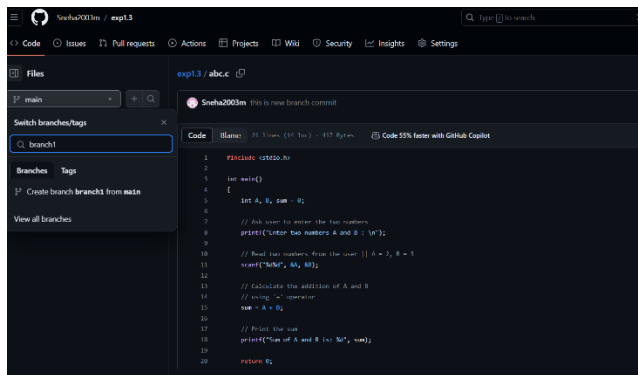 Sneha2003m / exp1.3
Type / to search
Code Issues Pull requests Actions Projects Wiki Security Insights Settings
Files
exp1.3 / abc.c
main
Sneha2003m this is new branch commit
Switch branches/tags
branch1
Code Blame 21 lines (14 loc) · 417 Bytes Code 55% faster with GitHub Copilot
Branches Tags
Create branch branch1 from main
View all branches
1 #include <stdio.h>
2
3 int main()
4 {
5 int A, B, sum = 0;
6
7 // Ask user to enter the two numbers
8 printf("Enter two numbers A and B : \n");
9
10 // Read two numbers from the user || A = 2, B = 3
11 scanf("%d%d", &A, &B);
12
13 // Calculate the addition of A and B
14 // using '+' operator
15 sum = A + B;
16
17 // Print the sum
18 printf("Sum of A and B is: %d", sum);
19
20 return 0;